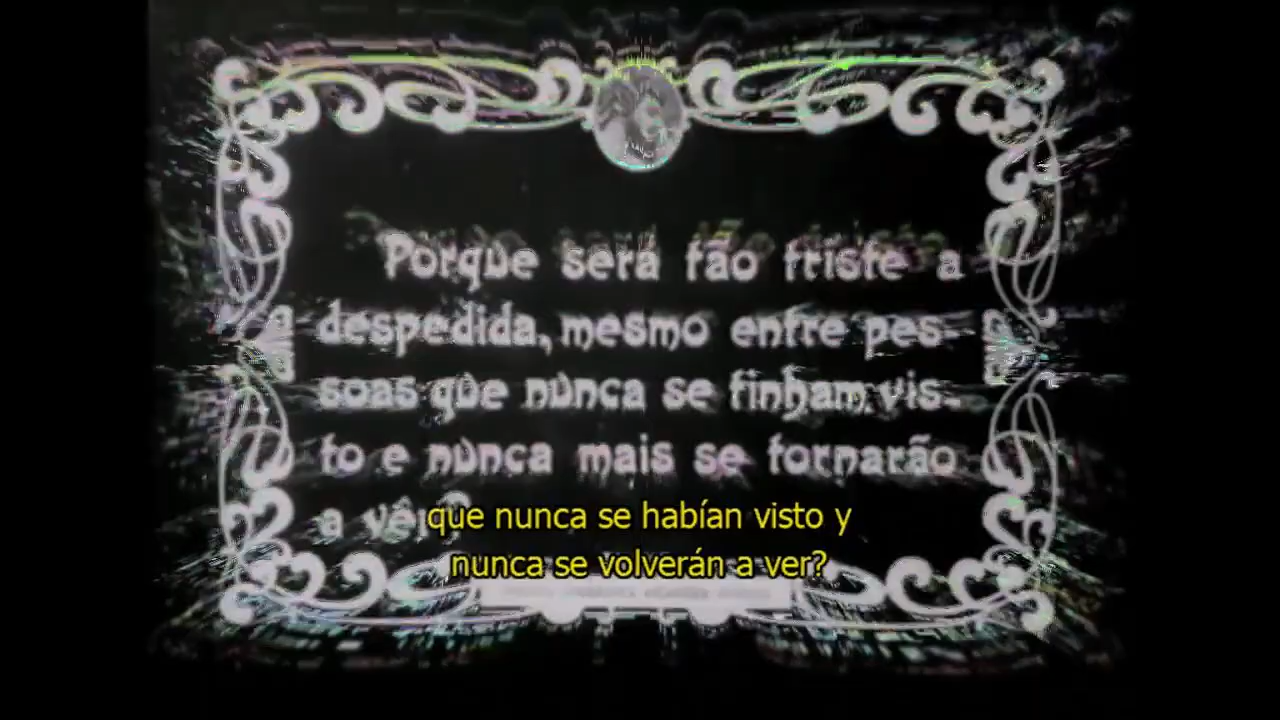 Porque será tão triste a
despedida, mesmo entre pes-
soas que nunca se tinham vis-
to e nunca mais se tornarão
a vêr?
que nunca se habían visto y
nunca se volverán a ver?